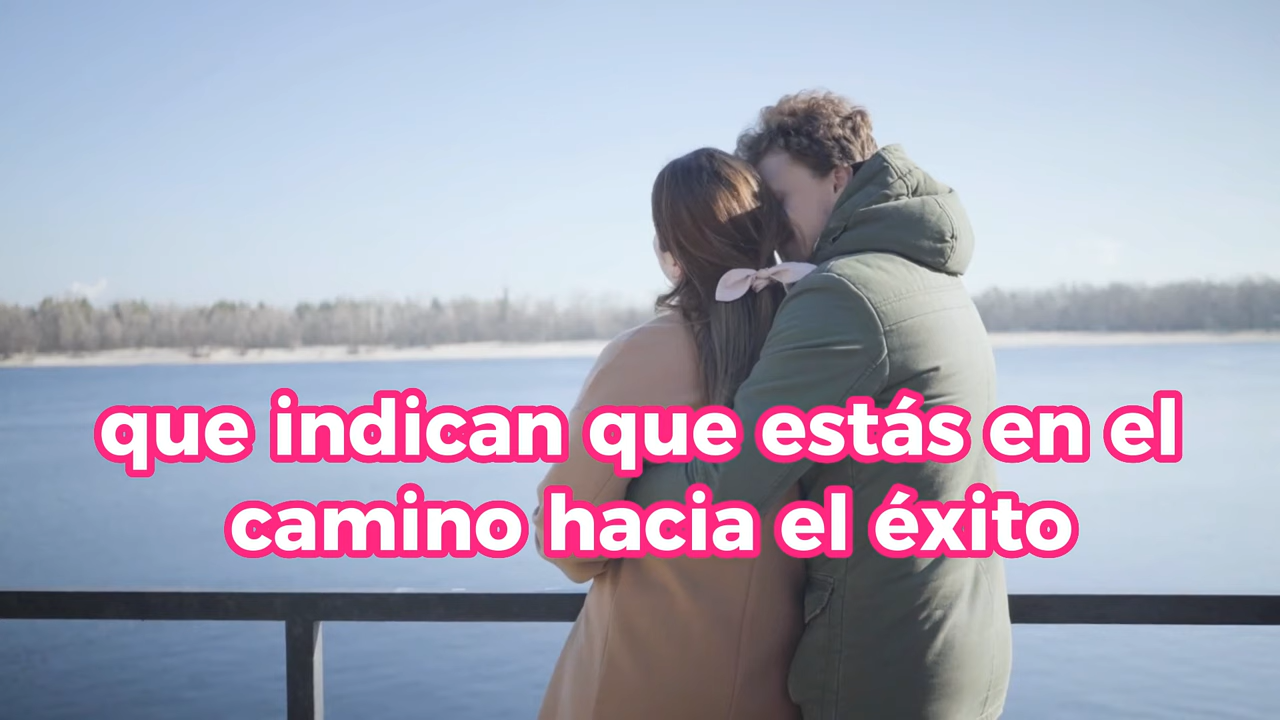 que indican que estás en el
camino hacia el éxito